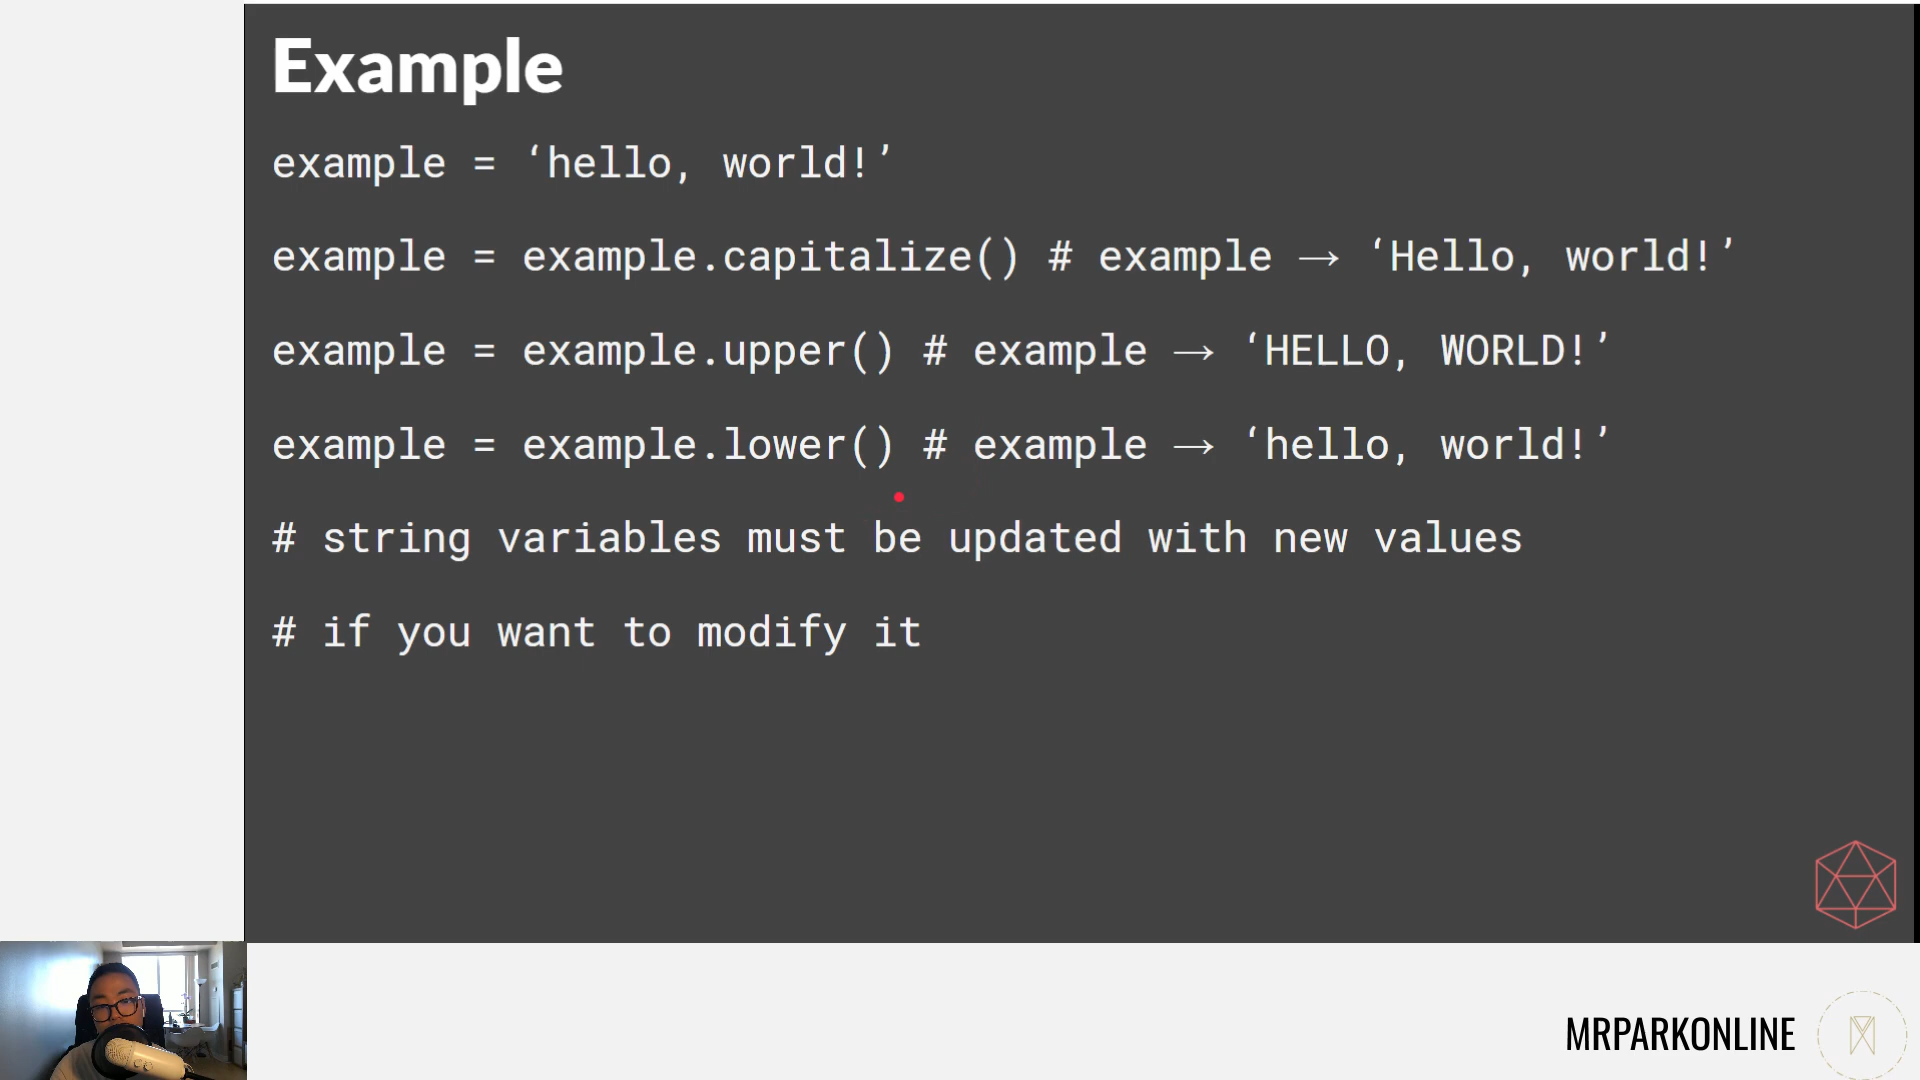 Example
example = ‘hello, world!’
example = example.capitalize() # example → ‘Hello, world!’
example = example.upper() # example → ‘HELLO, WORLD!’
example = example.lower() # example → ‘hello, world!’
# string variables must be updated with new values
# if you want to modify it
MRPARKONLINE